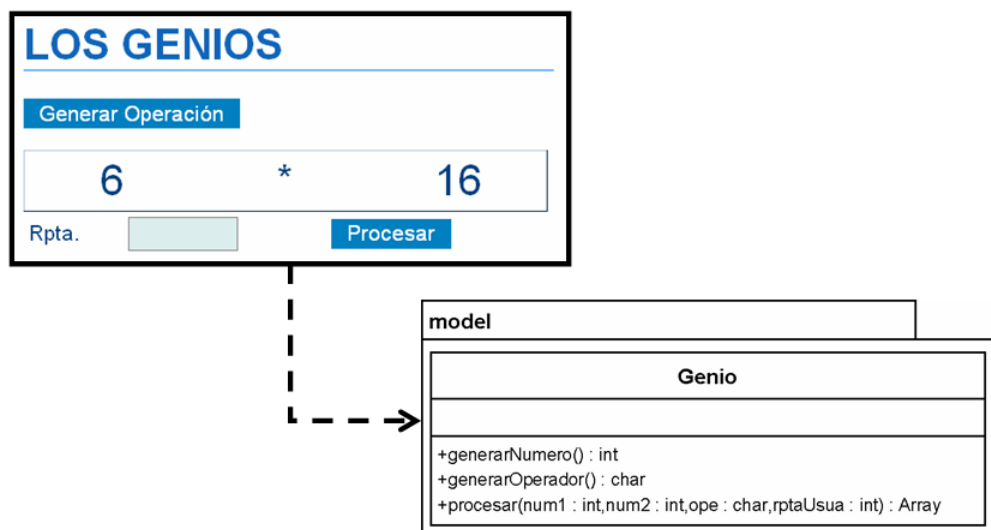 LOS GENIOS
Generar Operación
6 * 16
Rpta. Procesar
model
Genio
+generarNumero() : int
+generarOperador() : char
+procesar(num1 : int,num2 : int,ope : char,rptaUsua : int) : Array